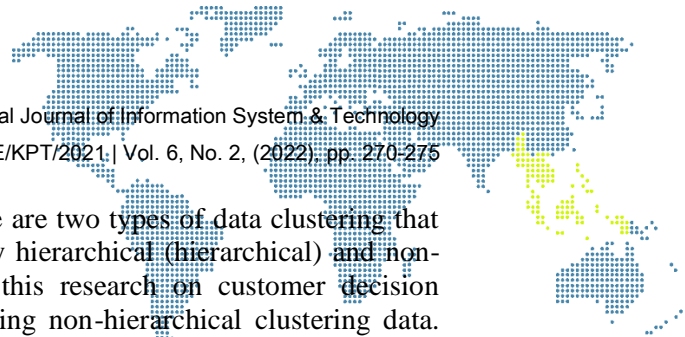 al Journal of Information System & Technology
E/KPT/2021 | Vol. 6, No. 2, (2022), pp. 270-275
e are two types of data clustering that
y hierarchical (hierarchical) and non-
this research on customer decision
ing non-hierarchical clustering data.